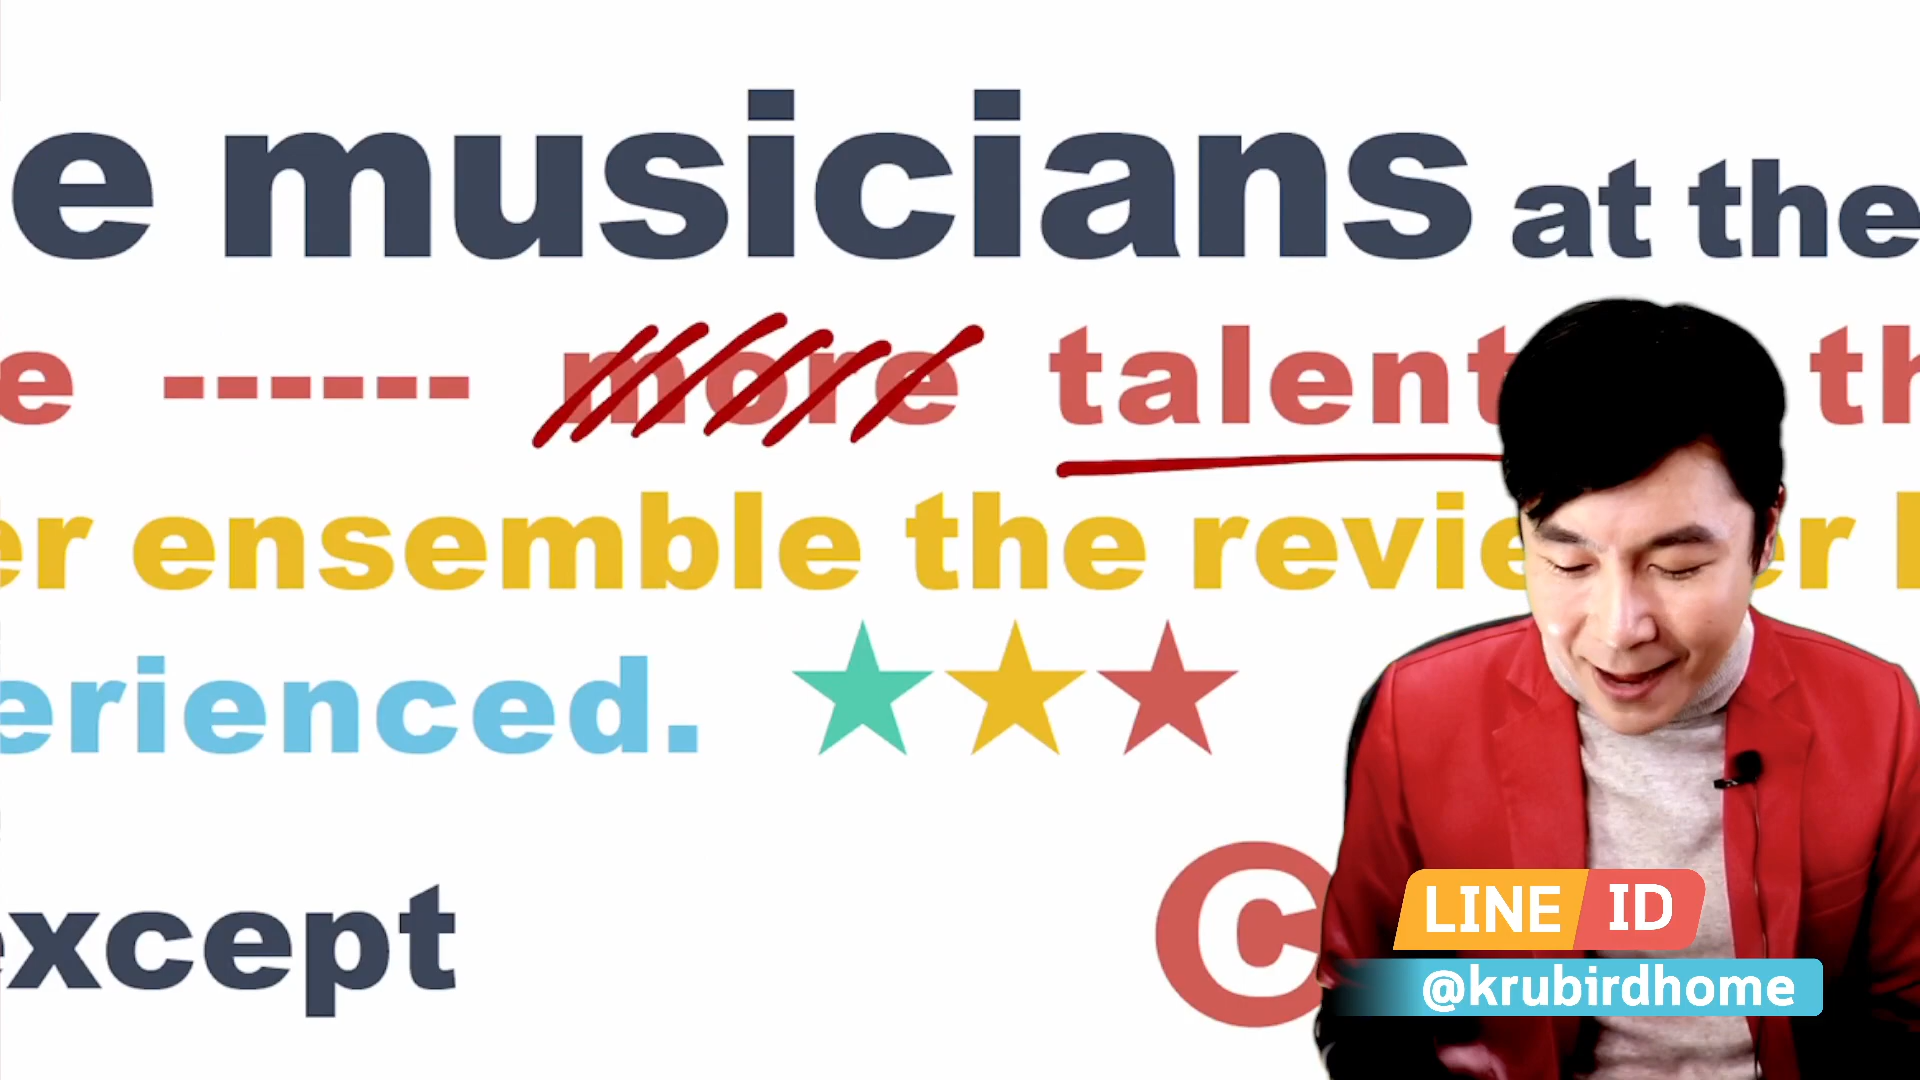 e musicians at the
e ------ more talent th
er ensemble the revie er
erienced.
xcept
C
LINE ID
@krubirdhome